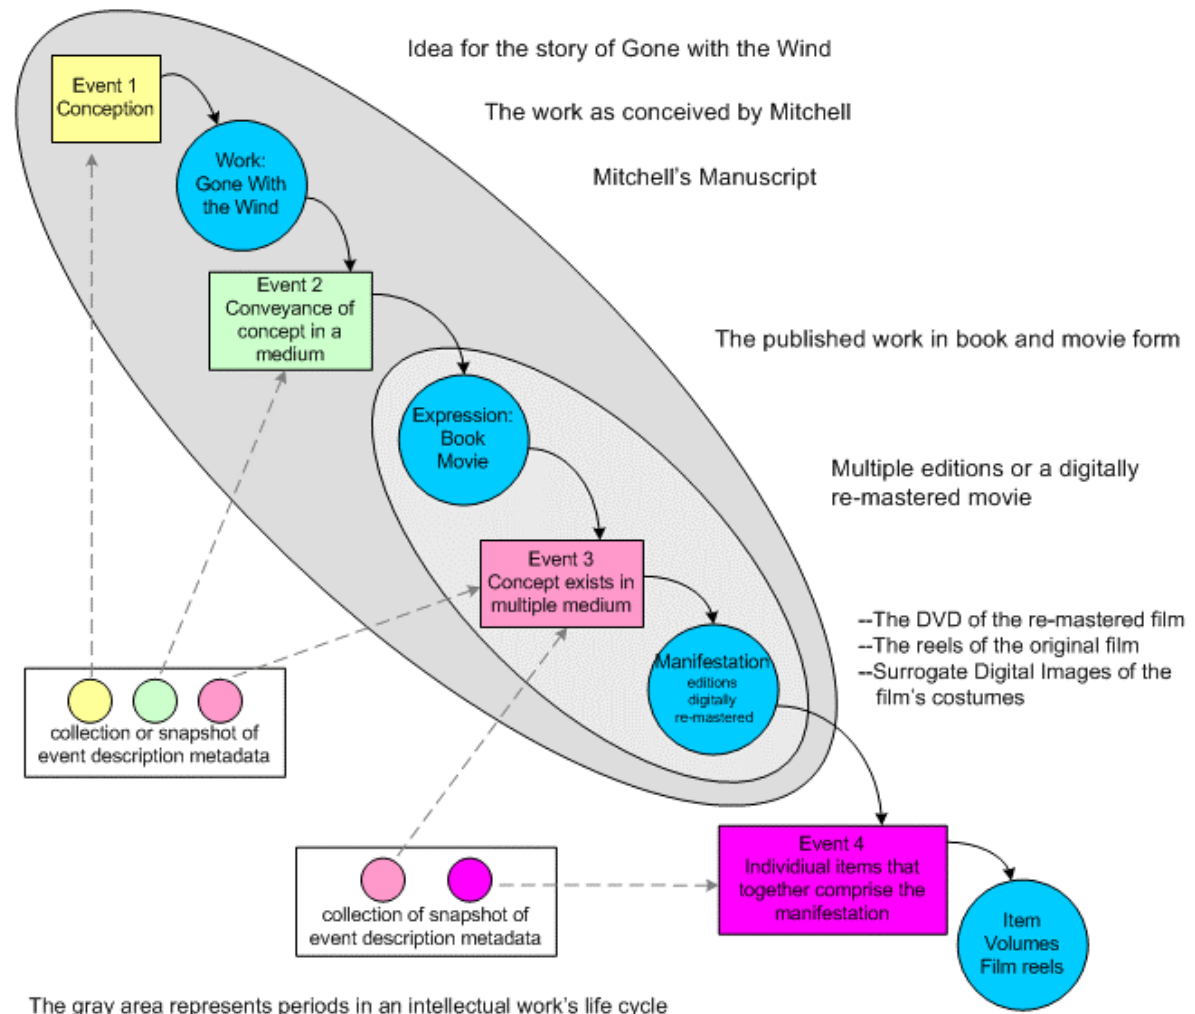 Idea for the story of Gone with the Wind
Event 1
Conception
The work as conceived by Mitchell
Work:
Gone With
the Wind
Mitchell's Manuscript
Event 2
Conveyance of
concept in a
medium
The published work in book and movie form
Expression:
Book
Movie
Multiple editions or a digitally
re-mastered movie
Event 3
Concept exists in
multiple medium
--The DVD of the re-mastered film
--The reels of the original film
--Surrogate Digital Images of the
film's costumes
Manifestation
editions
digitally
re-mastered
collection or snapshot of
event description metadata
Event 4
Individiual items that
together comprise the
manifestation
collection of snapshot of
event description metadata
Item
Volumes
Film reels
The gray area represents periods in an intellectual work's life cycle